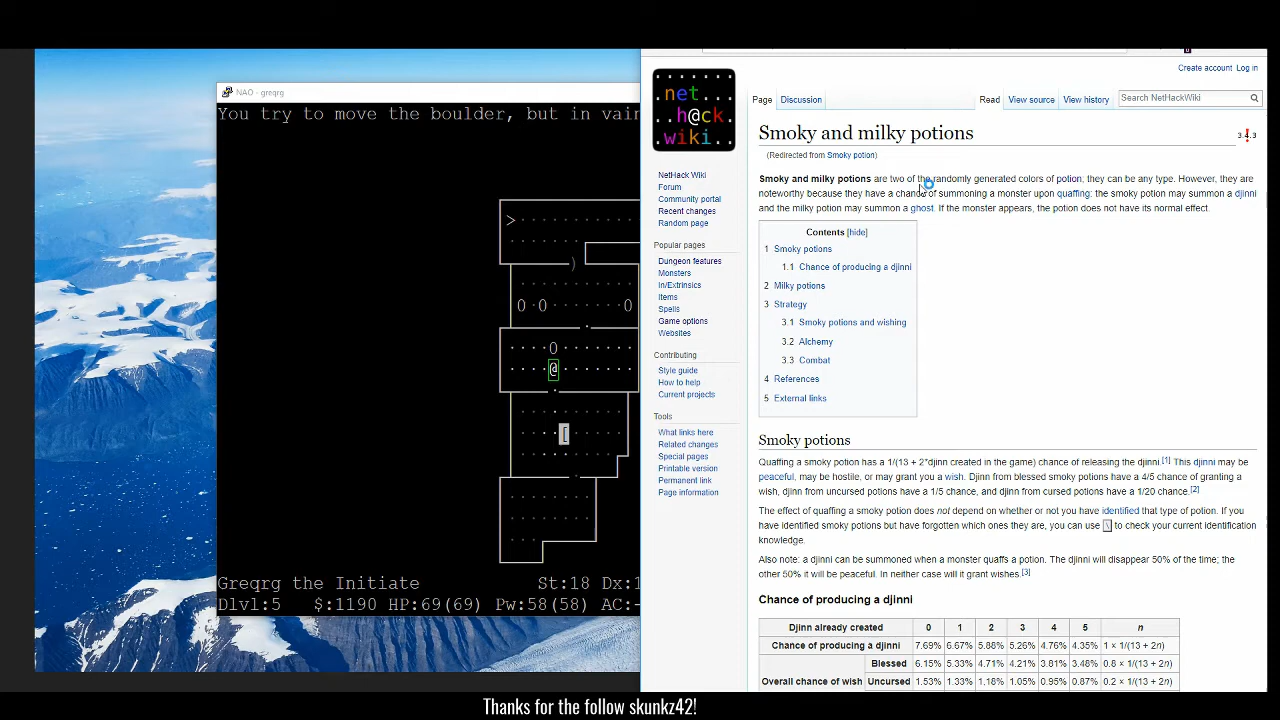 Create account Log in
NAO - greqrg
You try to move the boulder, but in vain
net
h@ck
wiki
Page Discussion
Read View source View history
Search NetHackWiki
Smoky and milky potions
3.4.3
(Redirected from Smoky potion)
Smoky and milky potions are two of the randomly generated colors of potion; they can be any type. However, they are
noteworthy because they have a chance of summoning a monster upon quaffing: the smoky potion may summon a djinni
and the milky potion may summon a ghost. If the monster appears, the potion does not have its normal effect.
NetHack Wiki
Forum
Community portal
Recent changes
Random page
Popular pages
Dungeon features
Monsters
In/Extrinsics
Items
Spells
Game options
Websites
Contributing
Style guide
How to help
Current projects
Tools
What links here
Related changes
Special pages
Printable version
Permanent link
Page information
Contents [hide]
1 Smoky potions
1.1 Chance of producing a djinni
2 Milky potions
3 Strategy
3.1 Smoky potions and wishing
3.2 Alchemy
3.3 Combat
4 References
5 External links
Smoky potions
Quaffing a smoky potion has a 1/(13 + 2*djinn created in the game) chance of releasing the djinni.[1] This djinni may be
peaceful, may be hostile, or may grant you a wish. Djinn from blessed smoky potions have a 4/5 chance of granting a
wish, djinn from uncursed potions have a 1/5 chance, and djinn from cursed potions have a 1/20 chance.[2]
The effect of quaffing a smoky potion does not depend on whether or not you have identified that type of potion. If you
have identified smoky potions but have forgotten which ones they are, you can use \ to check your current identification
knowledge.
Also note: a djinni can be summoned when a monster quaffs a potion. The djinni will disappear 50% of the time; the
other 50% it will be peaceful. In neither case will it grant wishes.[3]
Chance of producing a djinni
Djinn already created 0 1 2 3 4 5 n
Chance of producing a djinni 7.69% 6.67% 5.88% 5.26% 4.76% 4.35% 1 × 1/(13 + 2n)
Blessed 6.15% 5.33% 4.71% 4.21% 3.81% 3.48% 0.8 × 1/(13 + 2n)
Overall chance of wish Uncursed 1.53% 1.33% 1.18% 1.05% 0.95% 0.87% 0.2 × 1/(13 + 2n)
Greqrg the Initiate St:18 Dx:1
Dlvl:5 $:1190 HP:69(69) Pw:58(58) AC:-
Thanks for the follow skunkz42!